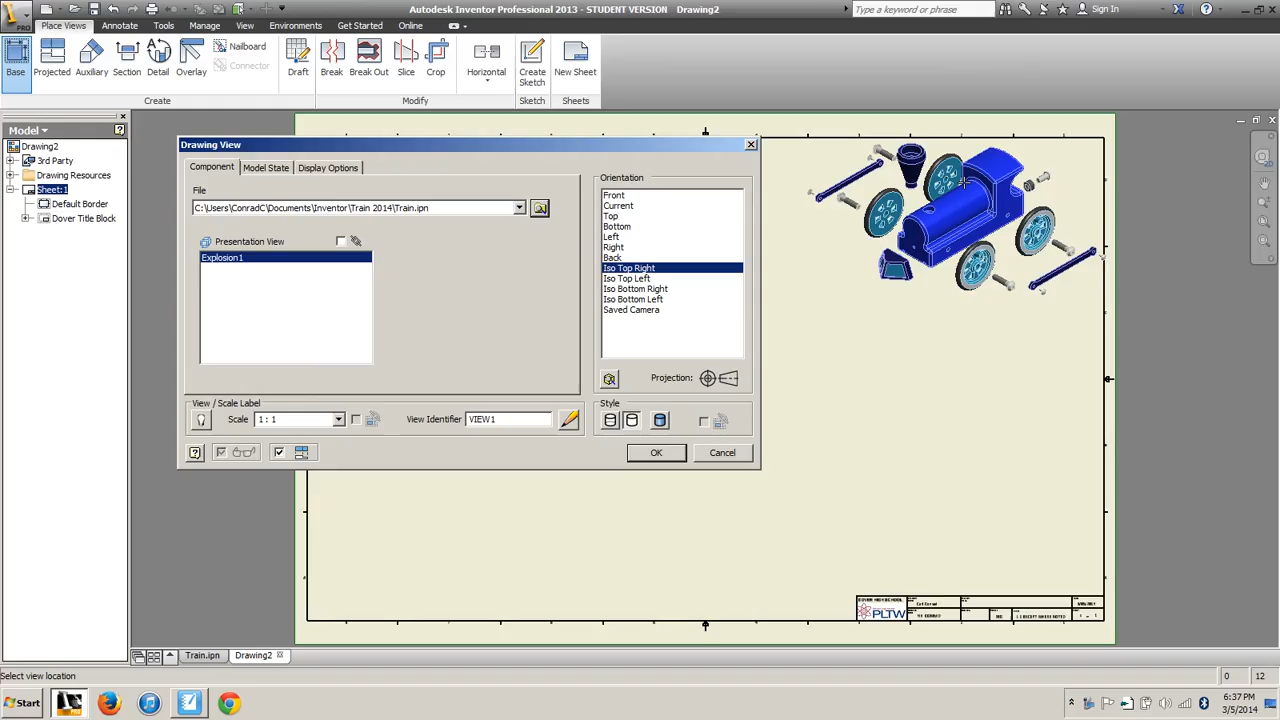 PRO
Autodesk Inventor Professional 2013 - STUDENT VERSION Drawing2
Type a keyword or phrase
Sign In
Place Views
Annotate
Tools
Manage
View
Environments
Get Started
Online
Base
Projected
Auxiliary
Section
Detail
Overlay
Nailboard
Connector
Draft
Break
Break Out
Slice
Crop
Horizontal
Create Sketch
New Sheet
Create
Modify
Sketch
Sheets
Model
Drawing2
3rd Party
Drawing Resources
Sheet:1
Default Border
Dover Title Block
Drawing View
Component
Model State
Display Options
File
C:\Users\ConradC\Documents\Inventor\Train 2014\Train.ipn
Presentation View
Explosion1
Orientation
Front
Current
Top
Bottom
Left
Right
Back
Iso Top Right
Iso Top Left
Iso Bottom Right
Iso Bottom Left
Saved Camera
Projection:
View / Scale Label
Scale
1 : 1
View Identifier
VIEW1
Style
OK
Cancel
DOVER HIGH SCHOOL
PLTW
Train.ipn
Drawing2
Select view location
0
12
Start
6:37 PM
3/5/2014